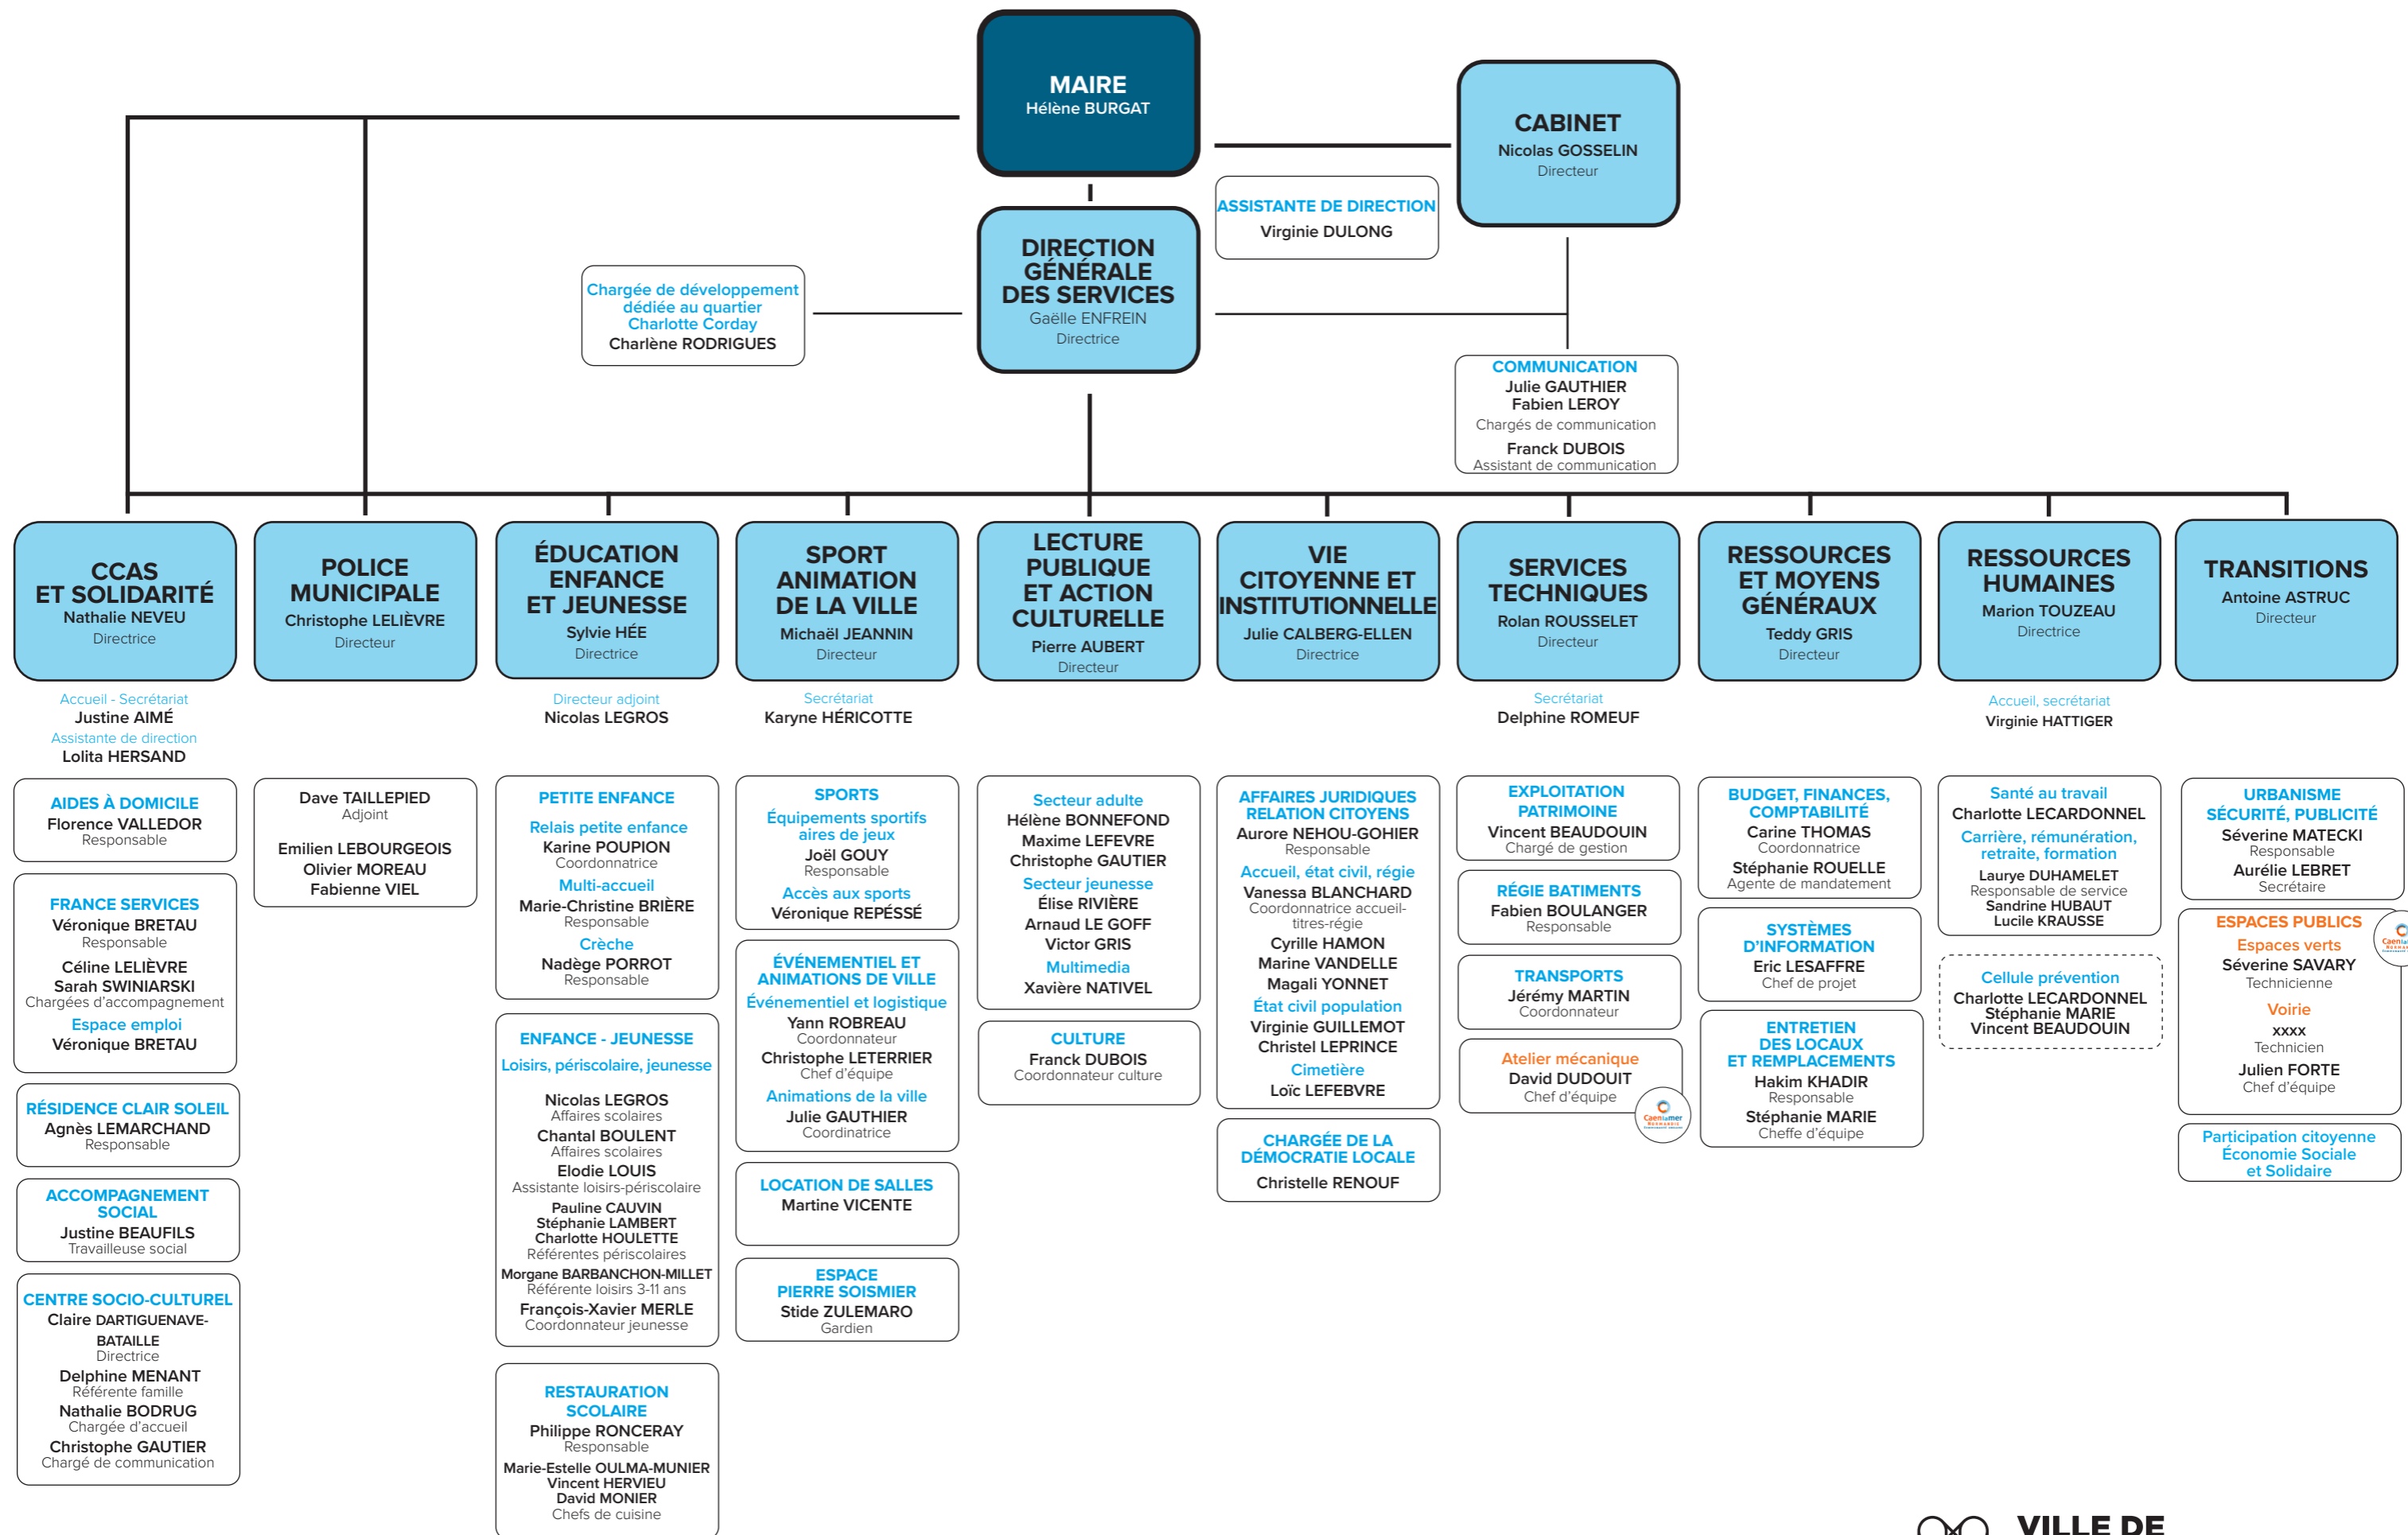 MAIRE
Hélène BURGAT
CABINET
Nicolas GOSSELIN
Directeur
ASSISTANTE DE DIRECTION
Virginie DULONG
DIRECTION
GÉNÉRALE
DES SERVICES
Gaëlle ENFREIN
Directrice
Chargée de développement
dédiée au quartier
Charlotte Corday
Charlène RODRIGUES
COMMUNICATION
Julie GAUTHIER
Fabien LEROY
Chargés de communication
Franck DUBOIS
Assistant de communication
CCAS
ET SOLIDARITÉ
Nathalie NEVEU
Directrice
Accueil - Secrétariat
Justine AIMÉ
Assistante de direction
Lolita HERSAND
AIDES À DOMICILE
Florence VALLEDOR
Responsable
FRANCE SERVICES
Véronique BRETAU
Responsable
Céline LELIÈVRE
Sarah SWINIARSKI
Chargées d'accompagnement
Espace emploi
Véronique BRETAU
RÉSIDENCE CLAIR SOLEIL
Agnès LEMARCHAND
Responsable
ACCOMPAGNEMENT
SOCIAL
Justine BEAUFILS
Travailleuse social
CENTRE SOCIO-CULTUREL
Claire DARTIGUENAVE-
BATAILLE
Directrice
Delphine MENANT
Référente famille
Nathalie BODRUG
Chargée d'accueil
Christophe GAUTIER
Chargé de communication
POLICE
MUNICIPALE
Christophe LELIÈVRE
Directeur
Dave TAILLEPIED
Adjoint
Emilien LEBOURGEOIS
Olivier MOREAU
Fabienne VIEL
ÉDUCATION
ENFANCE
ET JEUNESSE
Sylvie HÉE
Directrice
Directeur adjoint
Nicolas LEGROS
PETITE ENFANCE
Relais petite enfance
Karine POUPION
Coordonnatrice
Multi-accueil
Marie-Christine BRIÈRE
Responsable
Crèche
Nadège PORROT
Responsable
ENFANCE - JEUNESSE
Loisirs, périscolaire, jeunesse
Nicolas LEGROS
Affaires scolaires
Chantal BOULENT
Affaires scolaires
Elodie LOUIS
Assistante loisirs-périscolaire
Pauline CAUVIN
Stéphanie LAMBERT
Charlotte HOULETTE
Référentes périscolaires
Morgane BARBANCHON-MILLET
Référente loisirs 3-11 ans
François-Xavier MERLE
Coordonnateur jeunesse
RESTAURATION
SCOLAIRE
Philippe RONCERAY
Responsable
Marie-Estelle OULMA-MUNIER
Vincent HERVIEU
David MONIER
Chefs de cuisine
SPORT
ANIMATION
DE LA VILLE
Michaël JEANNIN
Directeur
Secrétariat
Karyne HÉRICOTTE
SPORTS
Équipements sportifs
aires de jeux
Joël GOUY
Responsable
Accès aux sports
Véronique REPÉSSÉ
ÉVÉNEMENTIEL ET
ANIMATIONS DE VILLE
Événementiel et logistique
Yann ROBREAU
Coordonnateur
Christophe LETERRIER
Chef d'équipe
Animations de la ville
Julie GAUTHIER
Coordinatrice
LOCATION DE SALLES
Martine VICENTE
ESPACE
PIERRE SOISMIER
Stide ZULEMARO
Gardien
LECTURE
PUBLIQUE
ET ACTION
CULTURELLE
Pierre AUBERT
Directeur
Secteur adulte
Hélène BONNEFOND
Maxime LEFEVRE
Christophe GAUTIER
Secteur jeunesse
Élise RIVIÈRE
Arnaud LE GOFF
Victor GRIS
Multimedia
Xavière NATIVEL
CULTURE
Franck DUBOIS
Coordonnateur culture
VIE
CITOYENNE ET
INSTITUTIONNELLE
Julie CALBERG-ELLEN
Directrice
AFFAIRES JURIDIQUES
RELATION CITOYENS
Aurore NEHOU-GOHIER
Responsable
Accueil, état civil, régie
Vanessa BLANCHARD
Coordonnatrice accueil-
titres-régie
Cyrille HAMON
Marine VANDELLE
Magali YONNET
État civil population
Virginie GUILLEMOT
Christel LEPRINCE
Cimetière
Loïc LEFEBVRE
CHARGÉE DE LA
DÉMOCRATIE LOCALE
Christelle RENOUF
SERVICES
TECHNIQUES
Rolan ROUSSELET
Directeur
Secrétariat
Delphine ROMEUF
EXPLOITATION
PATRIMOINE
Vincent BEAUDOUIN
Chargé de gestion
RÉGIE BATIMENTS
Fabien BOULANGER
Responsable
TRANSPORTS
Jérémy MARTIN
Coordonnateur
Atelier mécanique
David DUDOUIT
Chef d'équipe
Caenlamer
NORMANDIE
RESSOURCES
ET MOYENS
GÉNÉRAUX
Teddy GRIS
Directeur
BUDGET, FINANCES,
COMPTABILITÉ
Carine THOMAS
Coordonnatrice
Stéphanie ROUELLE
Agente de mandatement
SYSTÈMES
D'INFORMATION
Eric LESAFFRE
Chef de projet
ENTRETIEN
DES LOCAUX
ET REMPLACEMENTS
Hakim KHADIR
Responsable
Stéphanie MARIE
Cheffe d'équipe
RESSOURCES
HUMAINES
Marion TOUZEAU
Directrice
Accueil, secrétariat
Virginie HATTIGER
Santé au travail
Charlotte LECARDONNEL
Carrière, rémunération,
retraite, formation
Laurye DUHAMELET
Responsable de service
Sandrine HUBAUT
Lucile KRAUSSE
Cellule prévention
Charlotte LECARDONNEL
Stéphanie MARIE
Vincent BEAUDOUIN
TRANSITIONS
Antoine ASTRUC
Directeur
URBANISME
SÉCURITÉ, PUBLICITÉ
Séverine MATECKI
Responsable
Aurélie LEBRET
Secrétaire
ESPACES PUBLICS
Espaces verts
Séverine SAVARY
Technicienne
Voirie
xxxx
Technicien
Julien FORTE
Chef d'équipe
Participation citoyenne
Économie Sociale
et Solidaire
VILLE DE